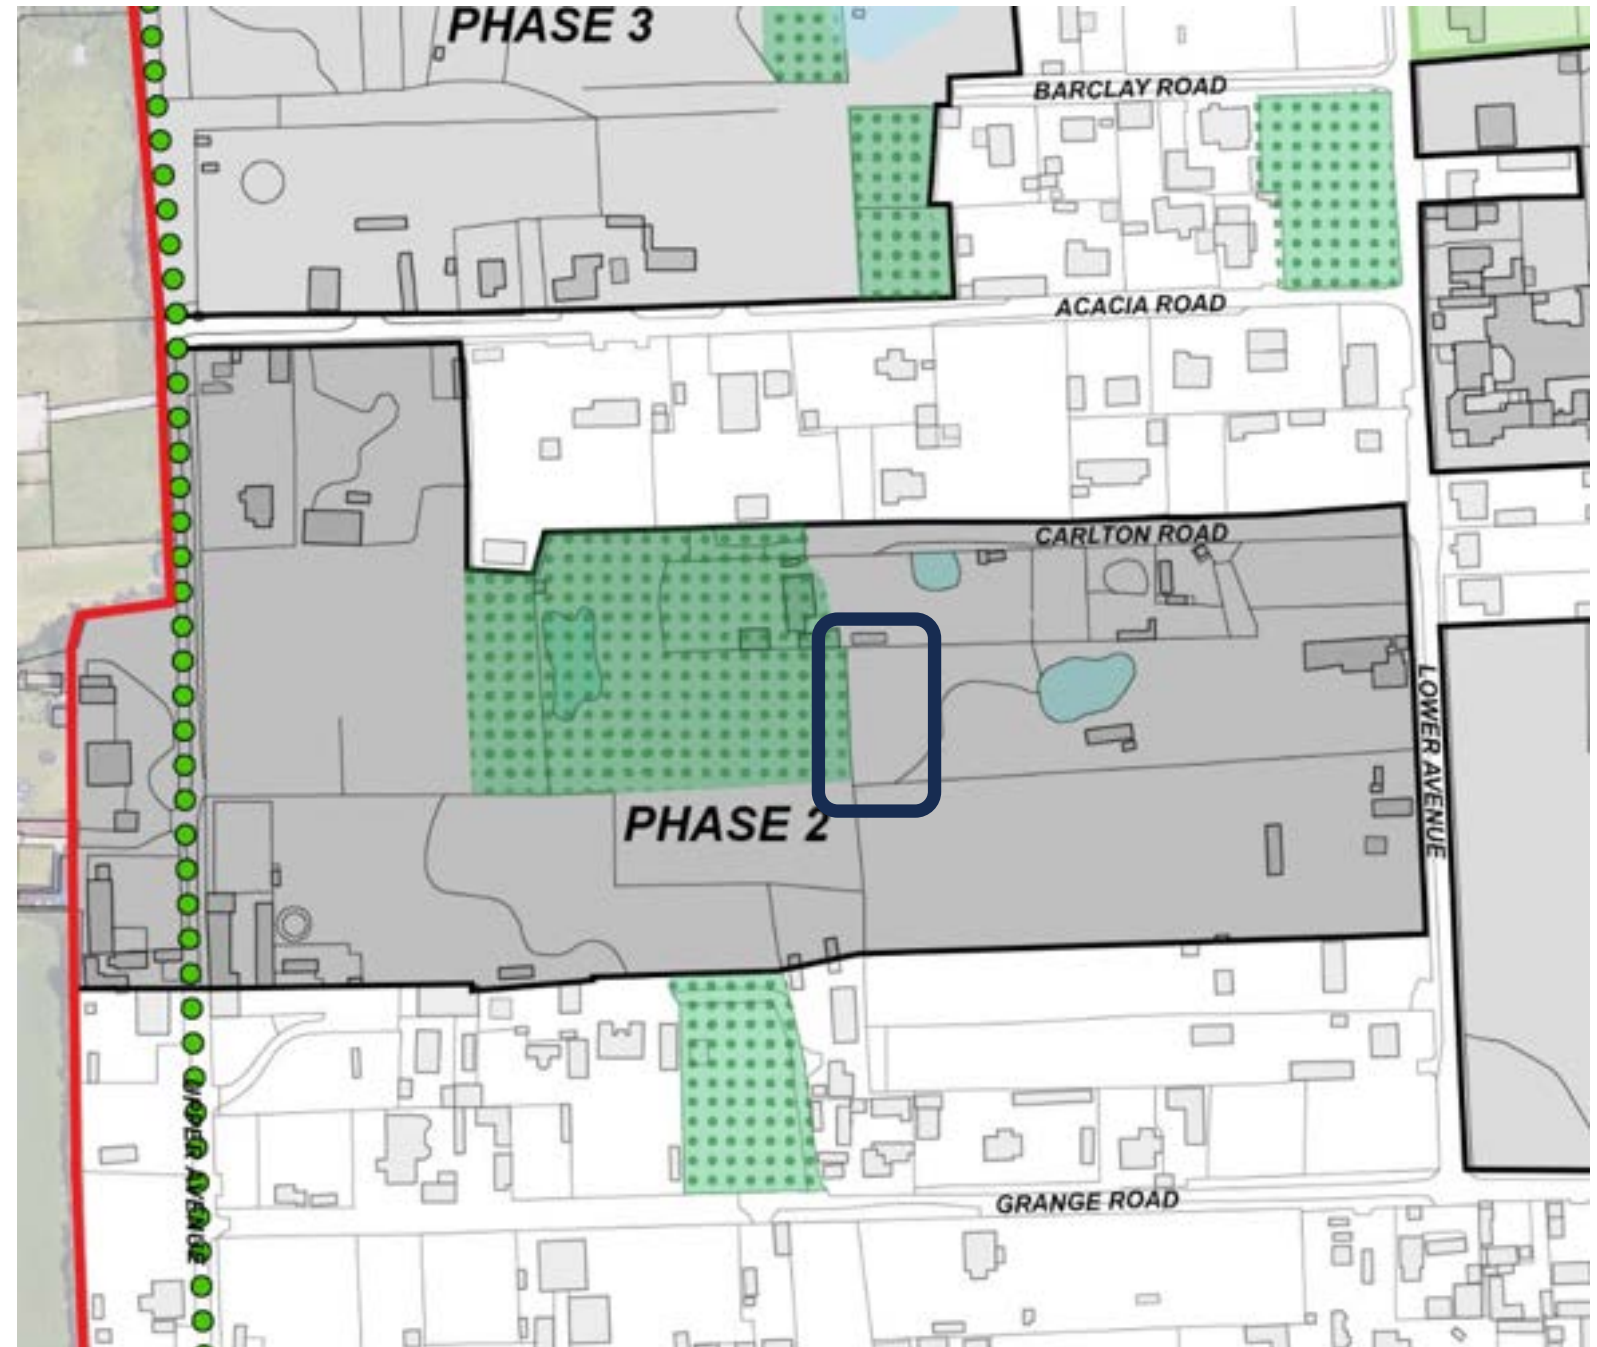 PHASE 3
BARCLAY ROAD
ACACIA ROAD
CARLTON ROAD
LOWER AVENUE
PHASE 2
UPPER AVENUE
GRANGE ROAD